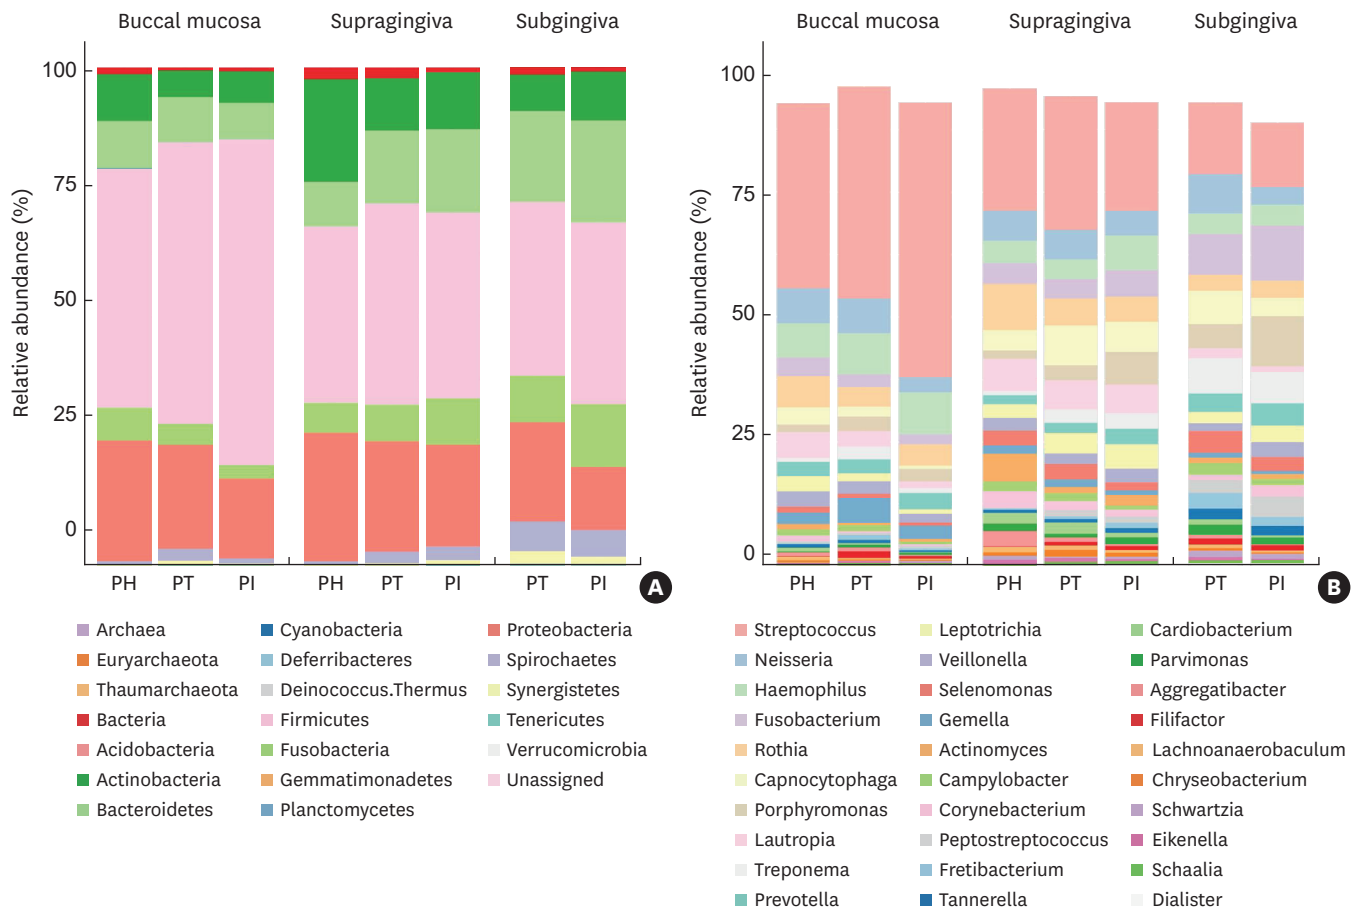 Buccal mucosa Supragingiva Subgingiva
Relative abundance (%)
100
75
50
25
0
PH PT PI PH PT PI PT PI
A
Archaea Cyanobacteria Proteobacteria
Euryarchaeota Deferribacteres Spirochaetes
Thaumarchaeota Deinococcus.Thermus Synergistetes
Bacteria Firmicutes Tenericutes
Acidobacteria Fusobacteria Verrucomicrobia
Actinobacteria Gemmatimonadetes Unassigned
Bacteroidetes Planctomycetes
Buccal mucosa Supragingiva Subgingiva
Relative abundance (%)
100
75
50
25
0
PH PT PI PH PT PI PT PI
B
Streptococcus Leptotrichia Cardiobacterium
Neisseria Veillonella Parvimonas
Haemophilus Selenomonas Aggregatibacter
Fusobacterium Gemella Filifactor
Rothia Actinomyces Lachnoanaerobaculum
Capnocytophaga Campylobacter Chryseobacterium
Porphyromonas Corynebacterium Schwartzia
Lautropia Peptostreptococcus Eikenella
Treponema Fretibacterium Schaalia
Prevotella Tannerella Dialister